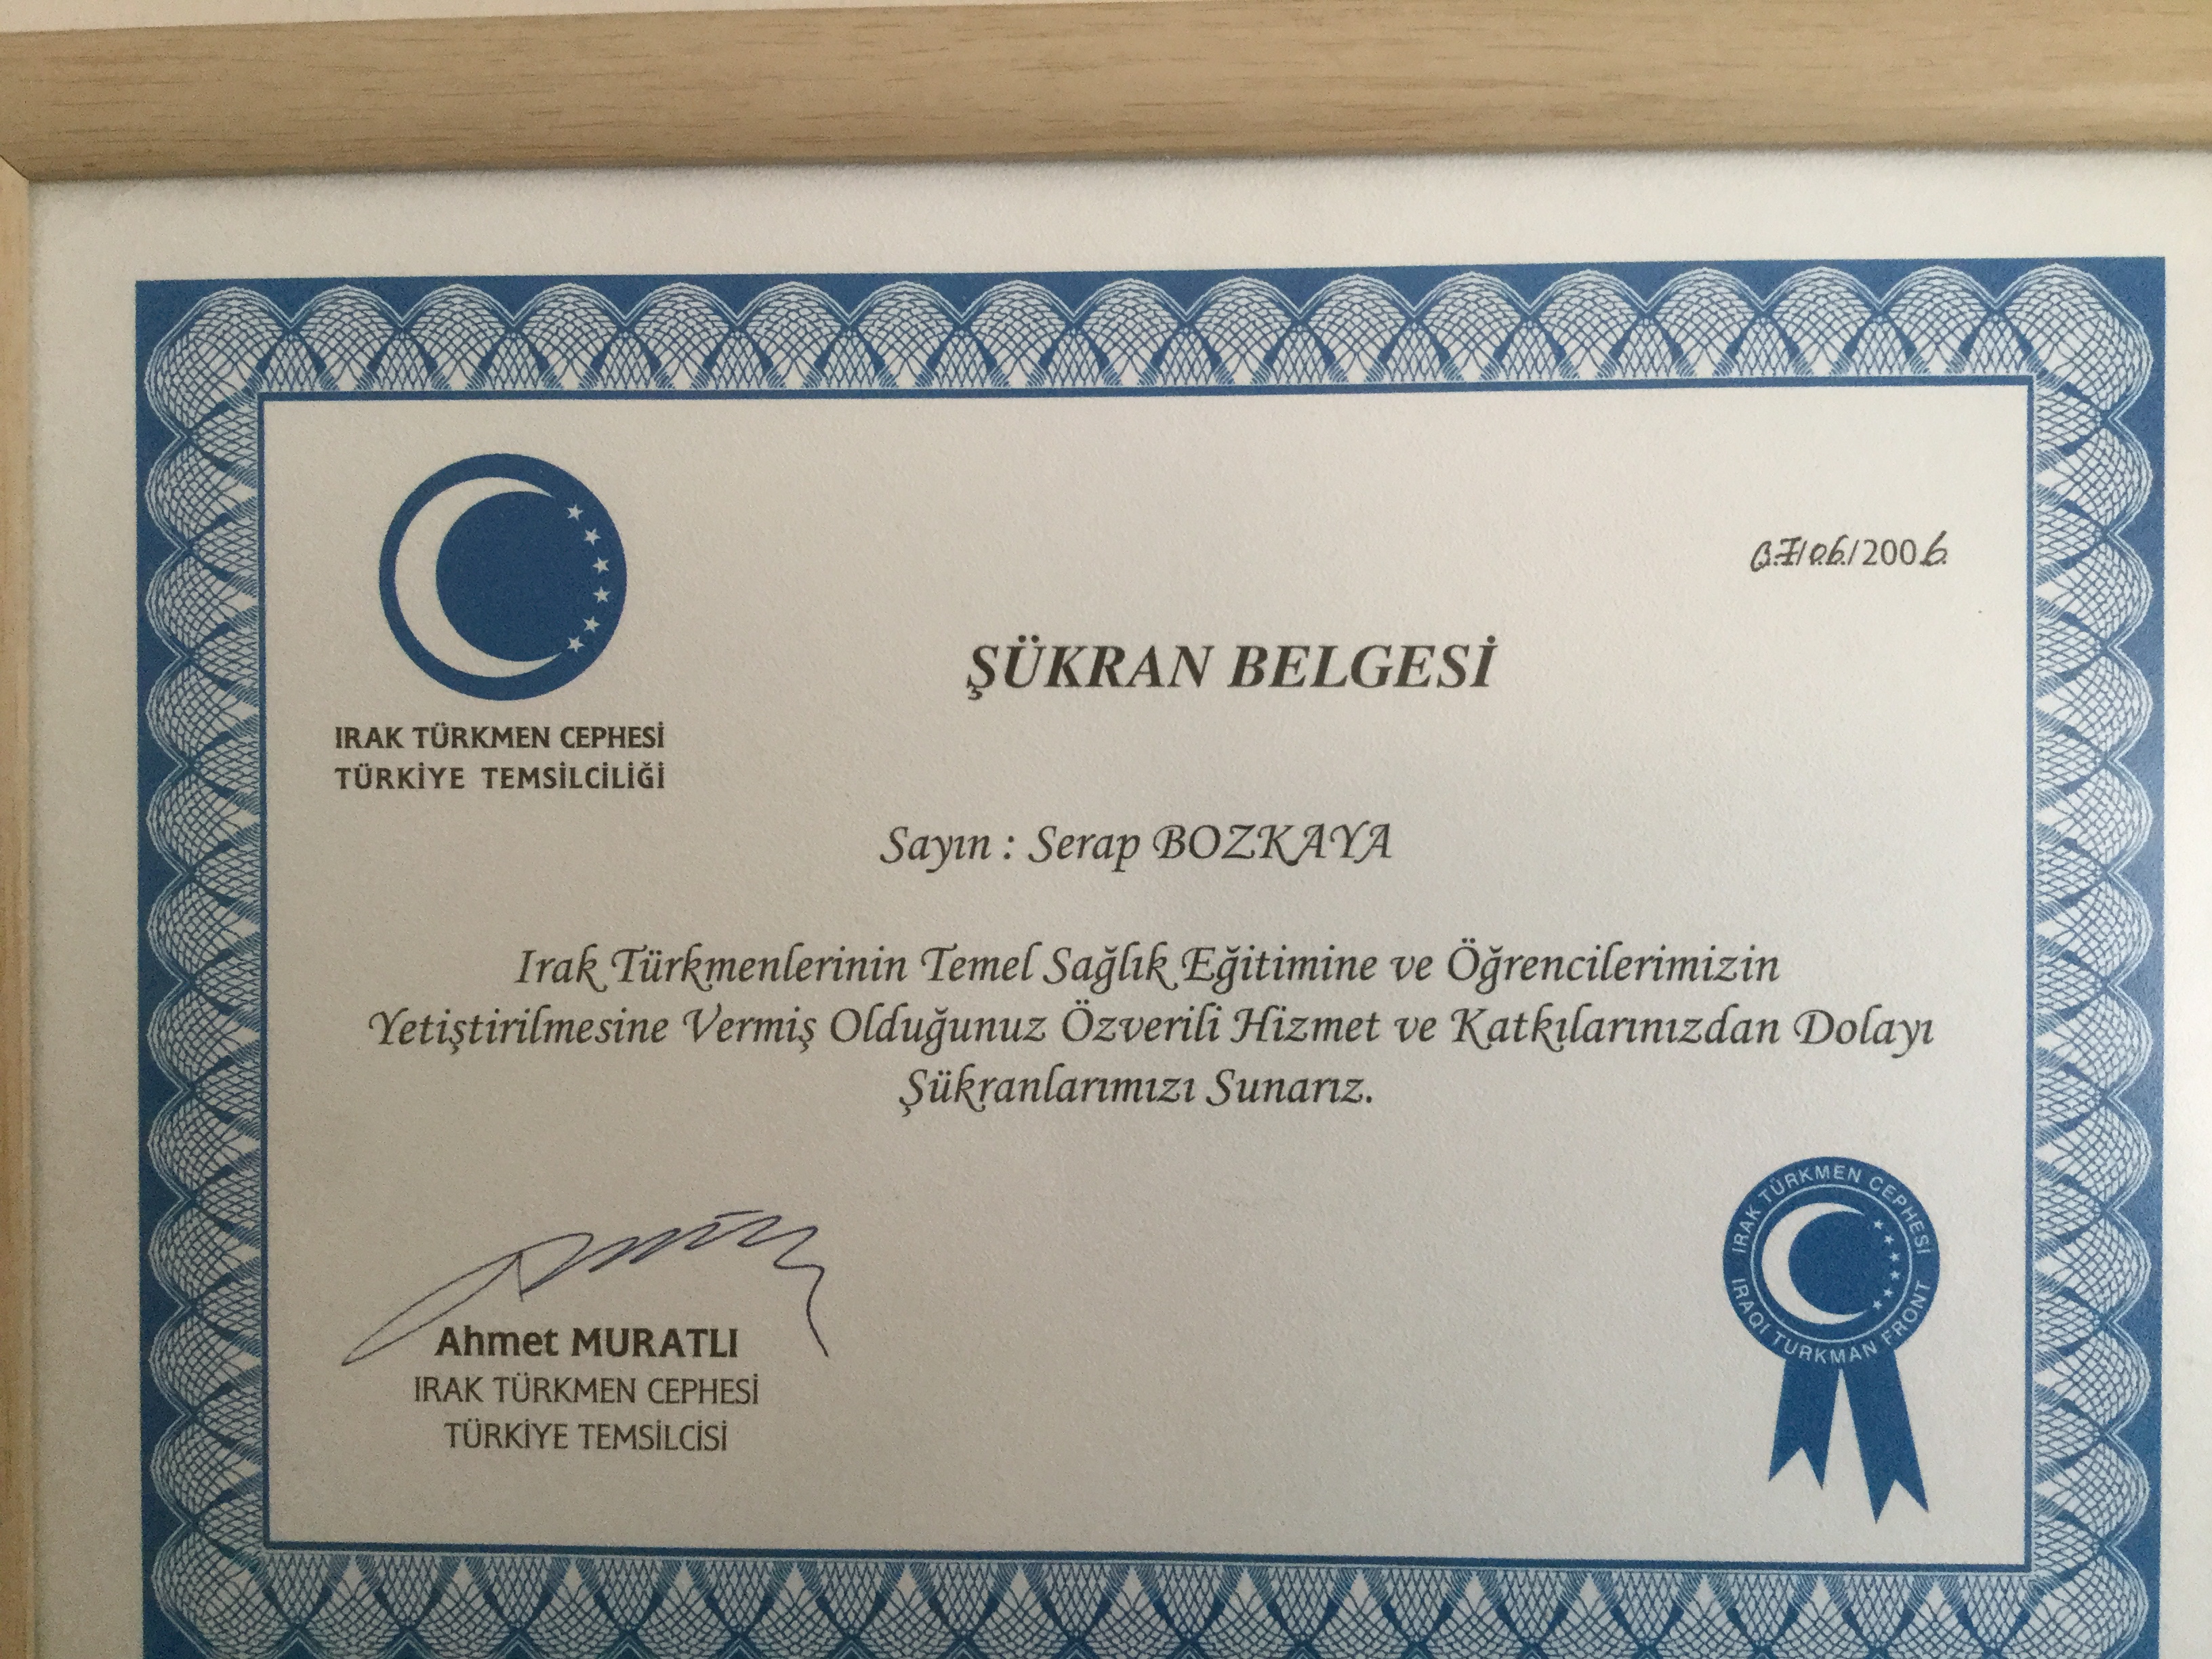 07/06/2006
ŞÜKRAN BELGESİ
IRAK TÜRKMEN CEPHESİ
TÜRKİYE TEMSİLCİLİĞİ
Sayın : Serap BOZKAYA
Irak Türkmenlerinin Temel Sağlık Eğitimine ve Öğrencilerimizin
Yetiştirilmesine Vermiş Olduğunuz Özverili Hizmet ve Katkılarınızdan Dolayı
Şükranlarımızı Sunarız.
Ahmet MURATLI
IRAK TÜRKMEN CEPHESİ
TÜRKİYE TEMSİLCİSİ
IRAK TÜRKMEN CEPHESI
IRAQI TURKMAN FRONT